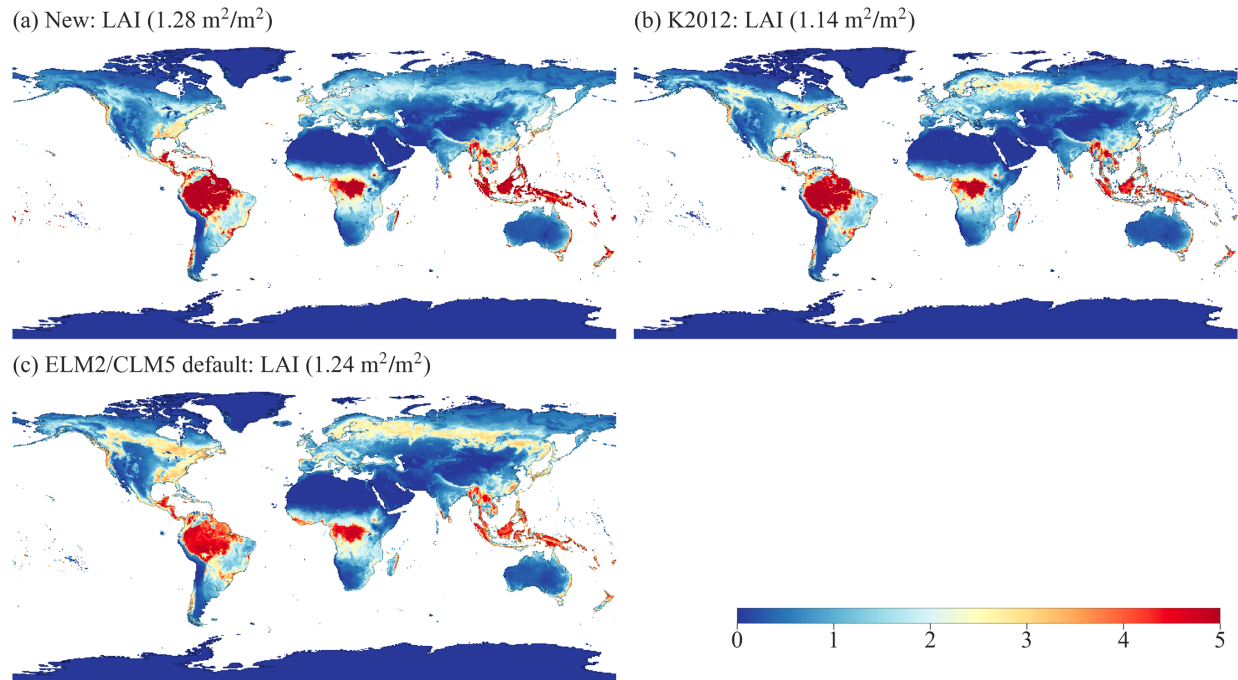 (a) New: LAI (1.28 m²/m²)
(b) K2012: LAI (1.14 m²/m²)
(c) ELM2/CLM5 default: LAI (1.24 m²/m²)
0 1 2 3 4 5